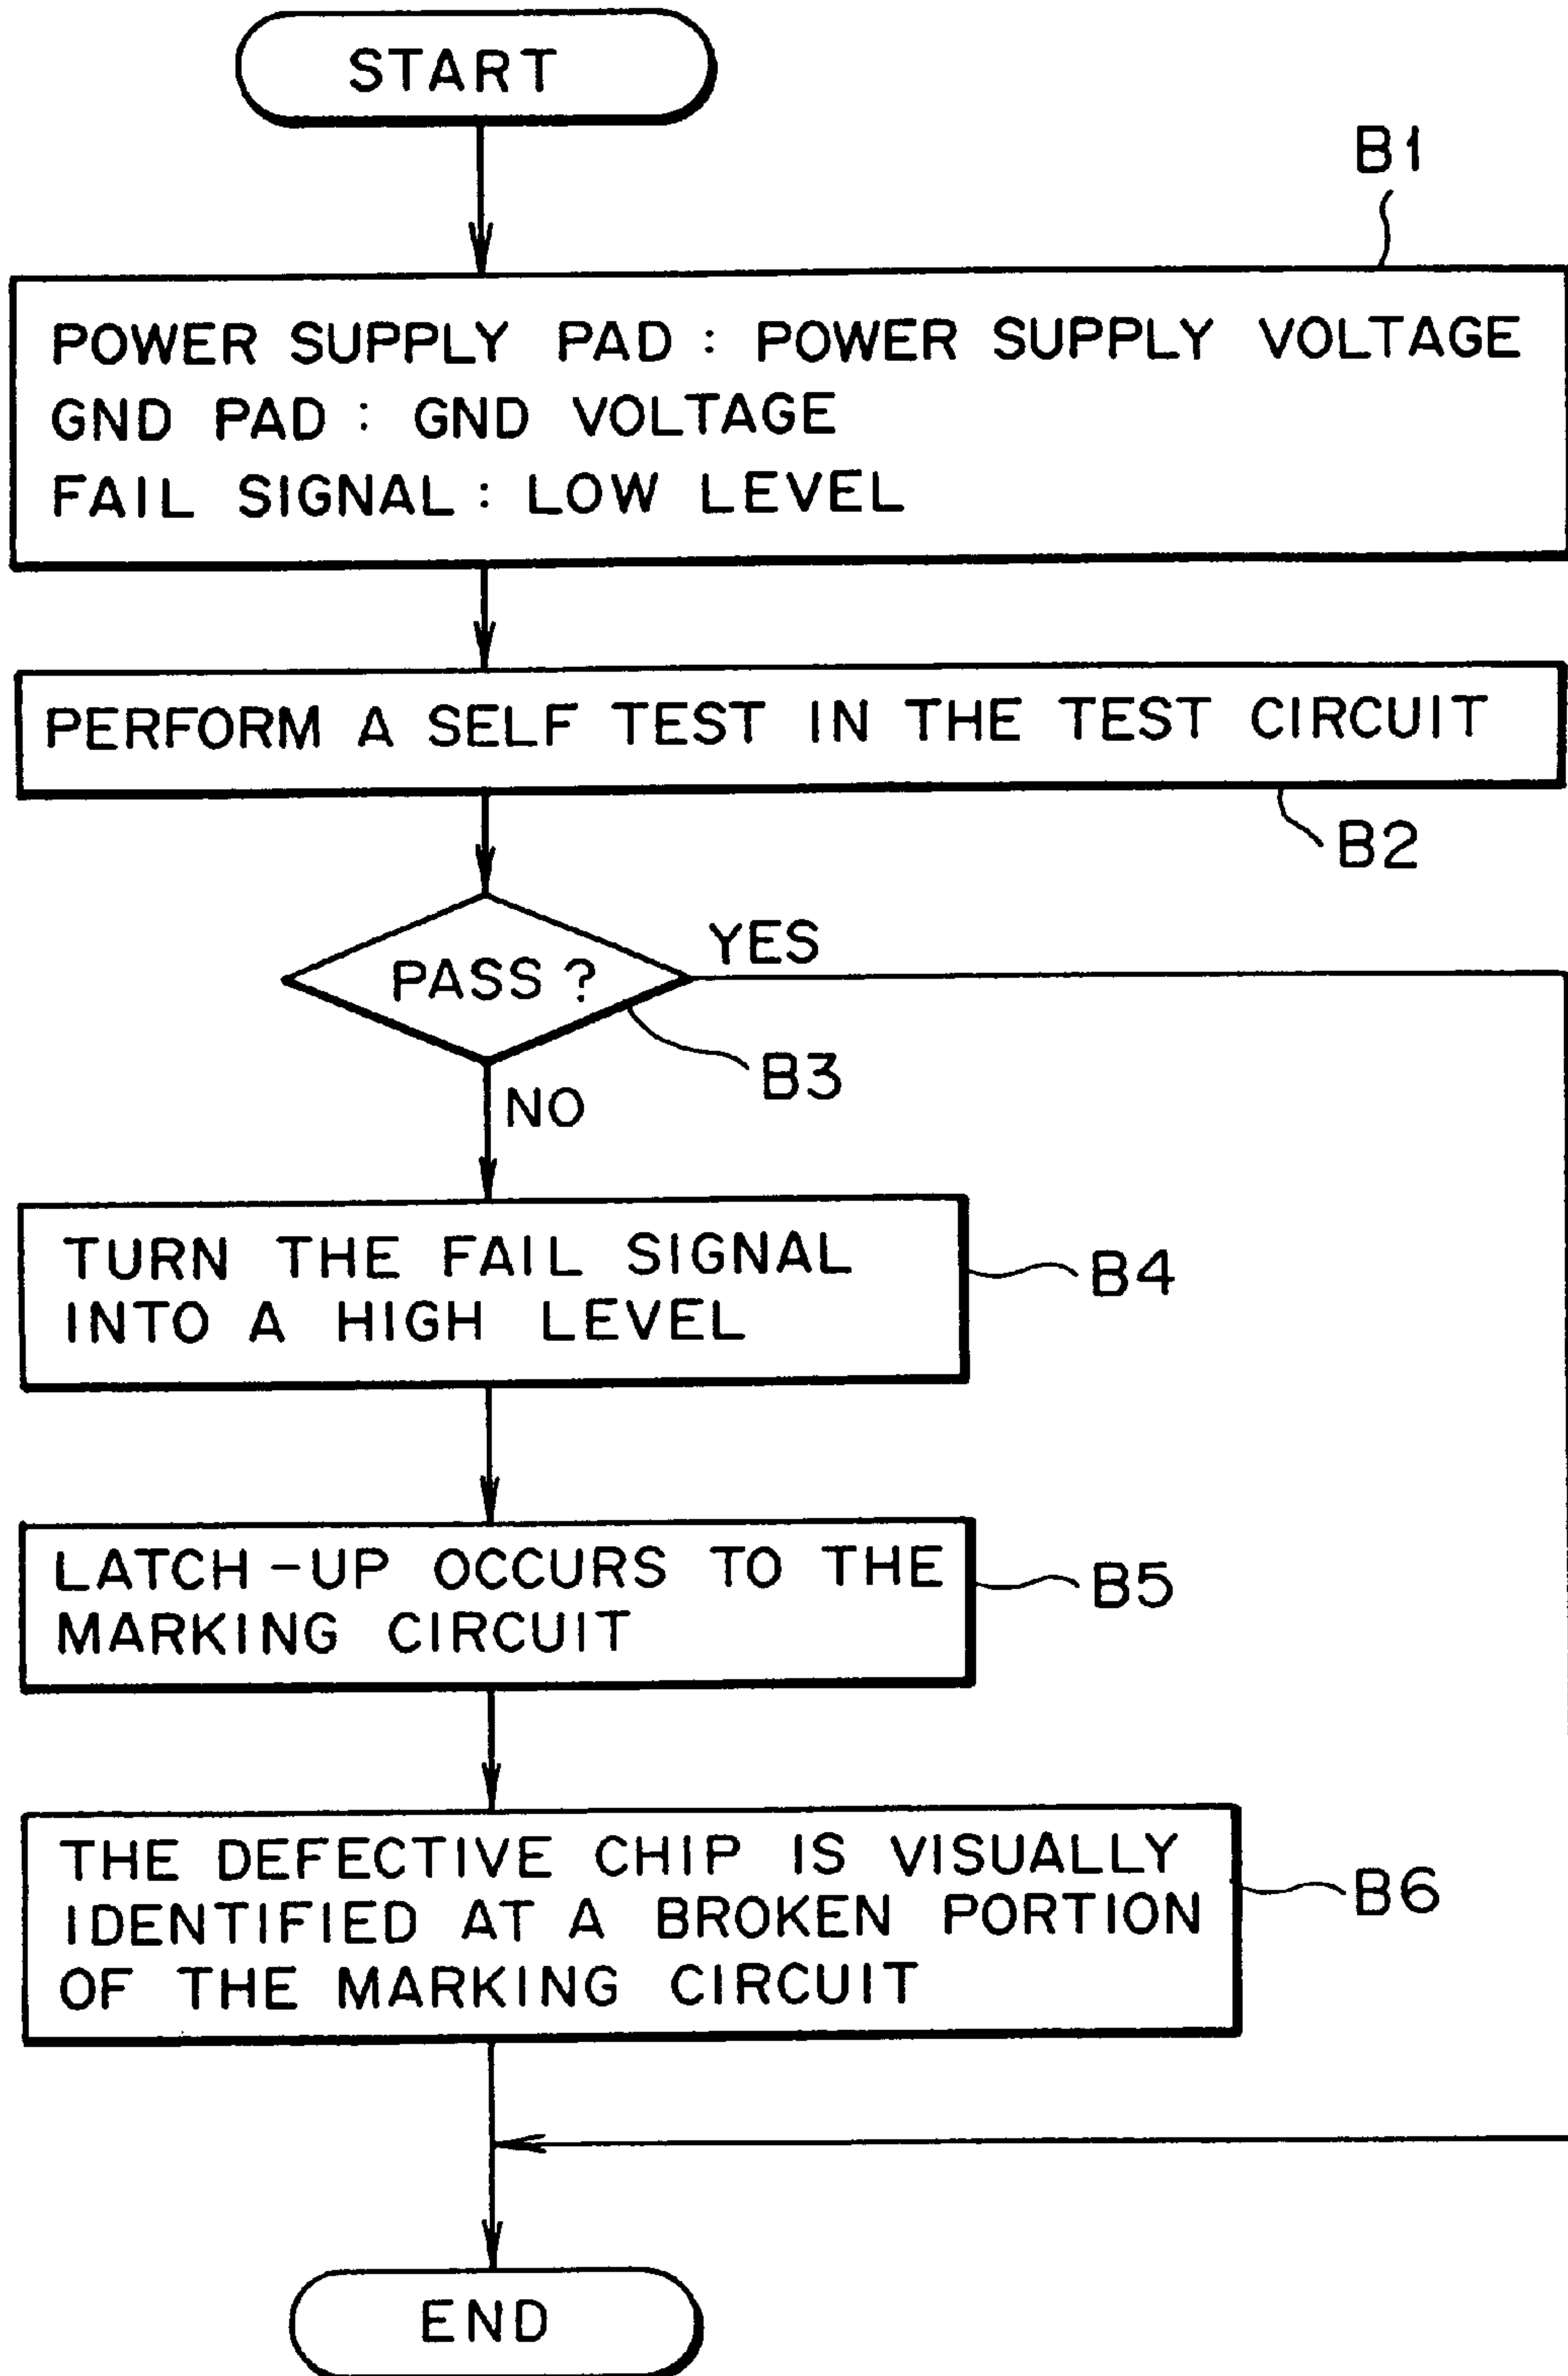 START
B1
POWER SUPPLY PAD : POWER SUPPLY VOLTAGE
GND PAD : GND VOLTAGE
FAIL SIGNAL : LOW LEVEL
PERFORM A SELF TEST IN THE TEST CIRCUIT
B2
YES
PASS ?
B3
NO
TURN THE FAIL SIGNAL
INTO A HIGH LEVEL
B4
LATCH-UP OCCURS TO THE
MARKING CIRCUIT
B5
THE DEFECTIVE CHIP IS VISUALLY
IDENTIFIED AT A BROKEN PORTION
OF THE MARKING CIRCUIT
B6
END